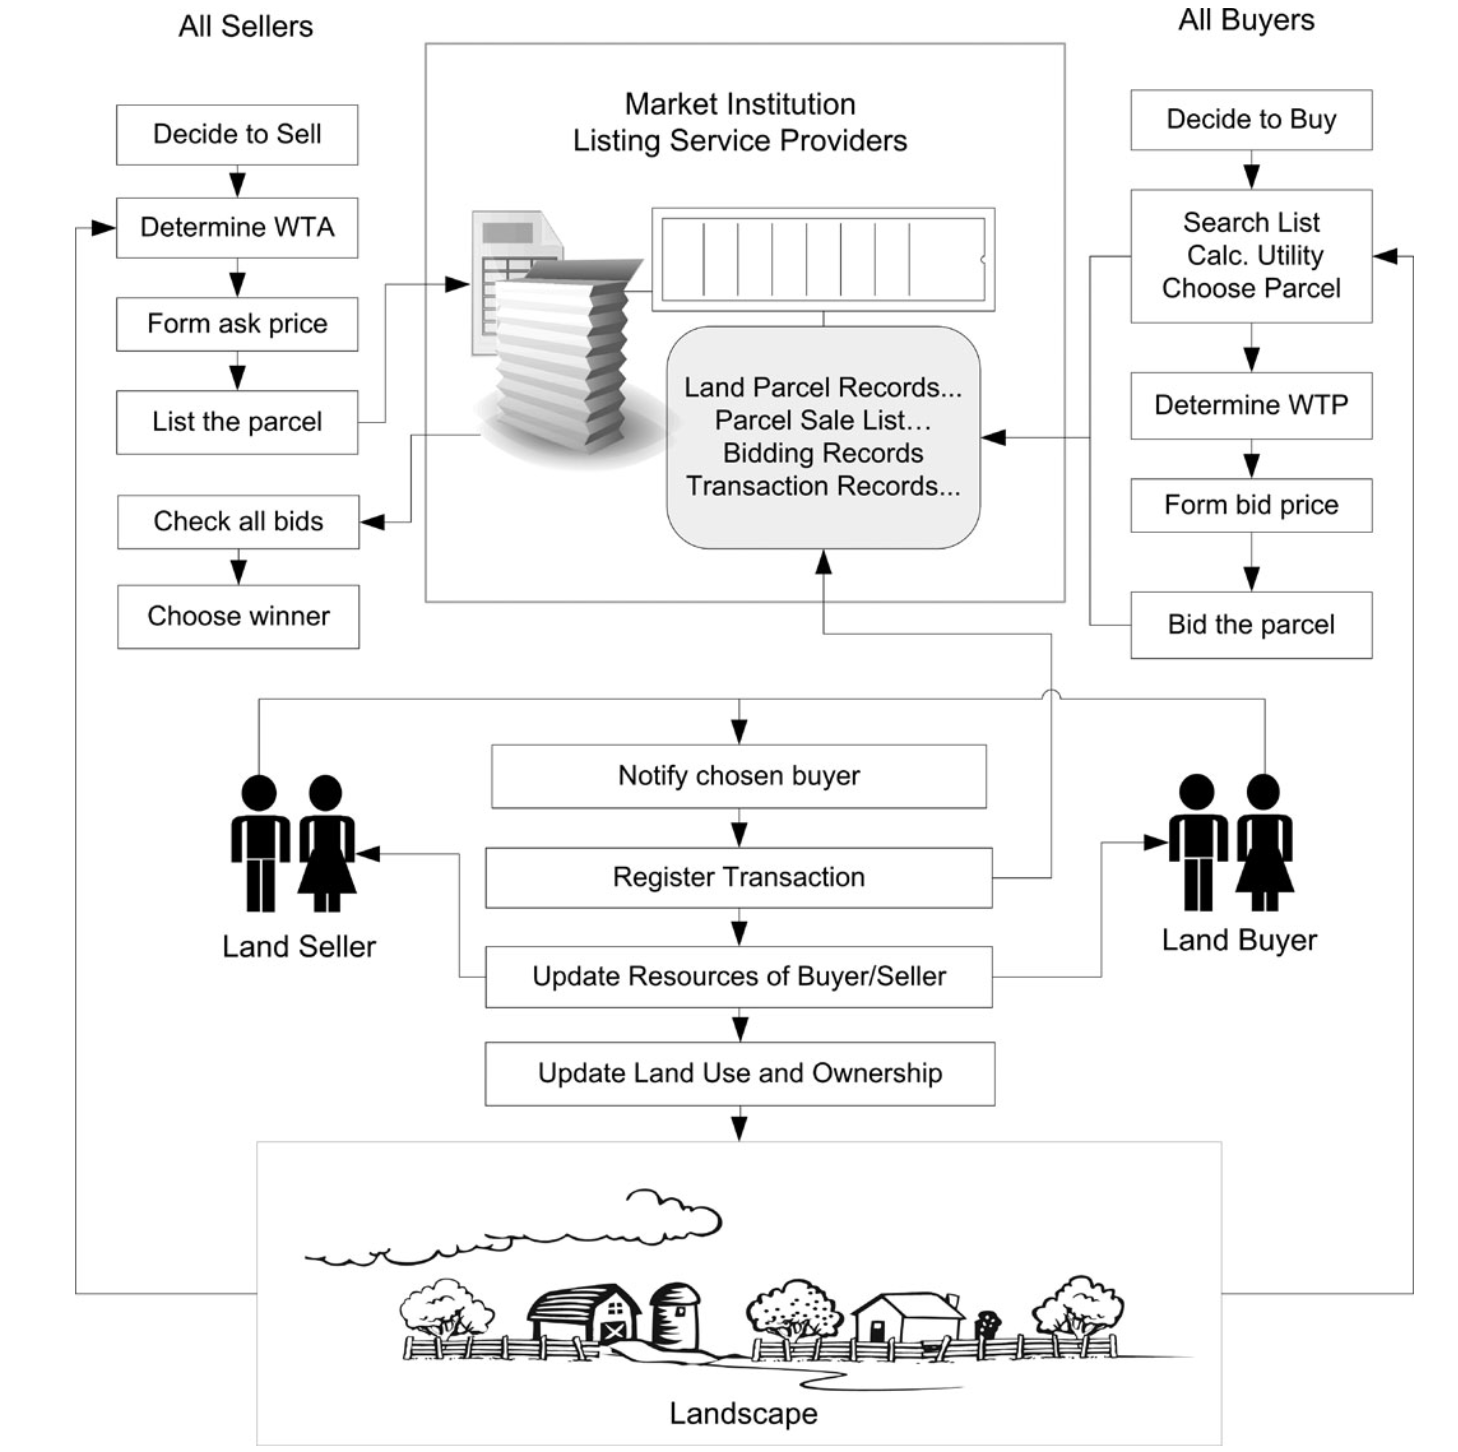 All Sellers
All Buyers
Market Institution
Listing Service Providers
Decide to Sell
Determine WTA
Form ask price
List the parcel
Check all bids
Choose winner
Land Parcel Records...
Parcel Sale List…
Bidding Records
Transaction Records...
Decide to Buy
Search List
Calc. Utility
Choose Parcel
Determine WTP
Form bid price
Bid the parcel
Notify chosen buyer
Register Transaction
Update Resources of Buyer/Seller
Update Land Use and Ownership
Land Seller
Land Buyer
Landscape